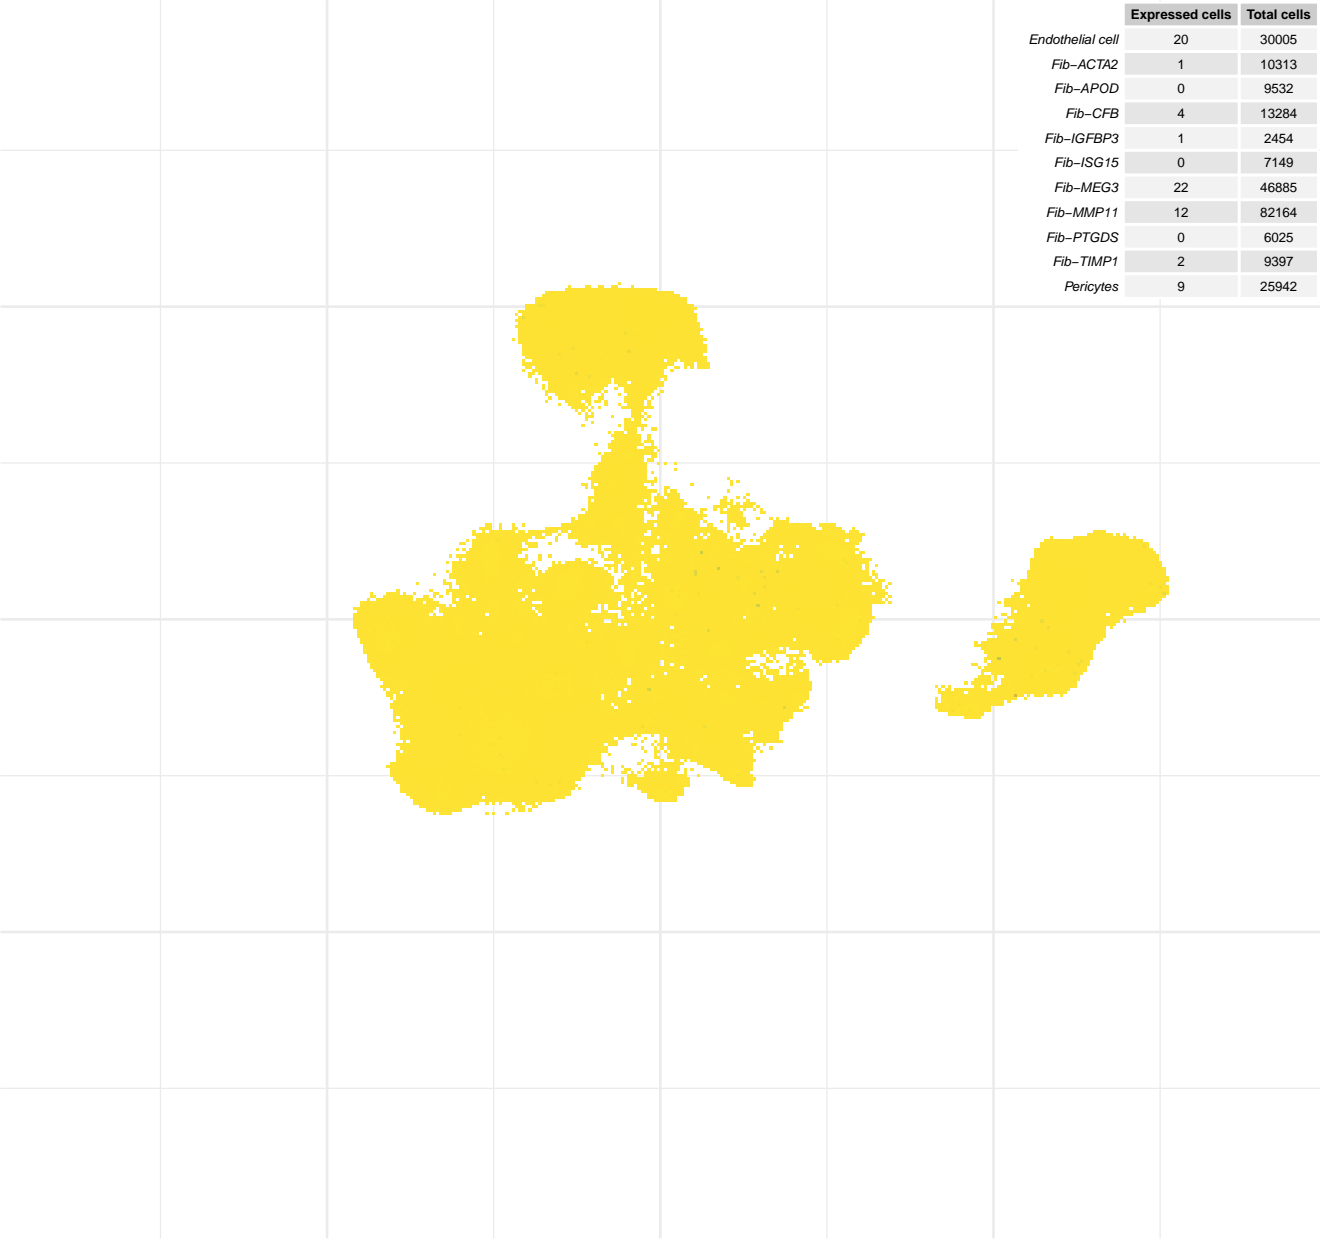 Expressed cells Total cells
Endothelial cell 20 30005
Fib−ACTA2 1 10313
Fib−APOD 0 9532
Fib−CFB 4 13284
Fib−IGFBP3 1 2454
Fib−ISG15 0 7149
Fib−MEG3 22 46885
Fib−MMP11 12 82164
Fib−PTGDS 0 6025
Fib−TIMP1 2 9397
Pericytes 9 25942